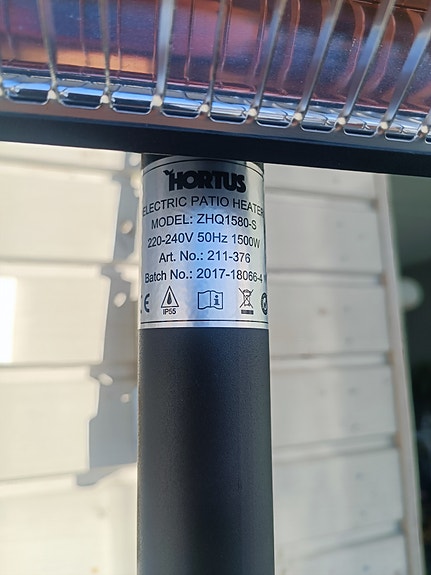 HORTUS
ELECTRIC PATIO HEATER
MODEL: ZHQ1580-S
220-240V 50Hz 1500W
Art. No.: 211-376
Batch No.: 2017-18066-4
CE
IP55